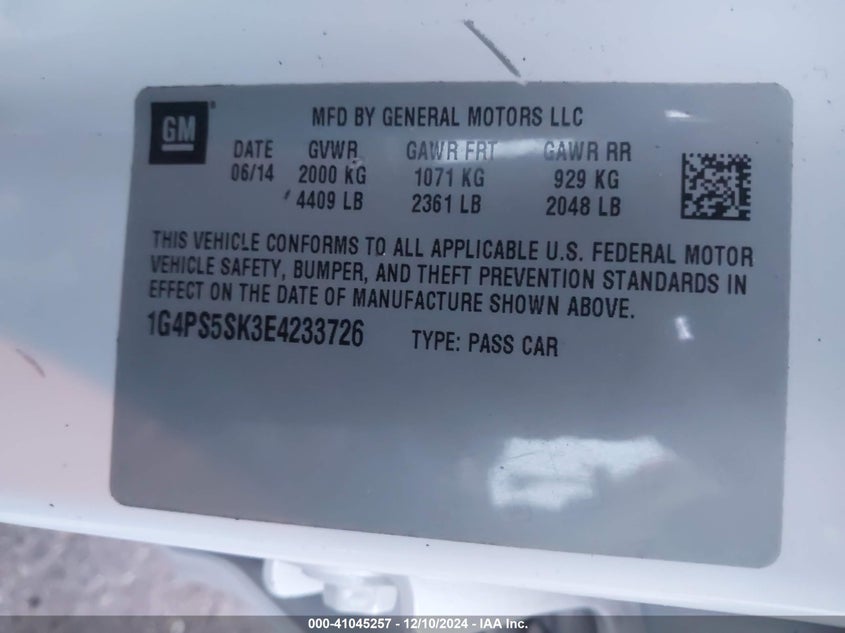 GM®
MFD BY GENERAL MOTORS LLC
DATE GVWR GAWR FRT GAWR RR
06/14 2000 KG 1071 KG 929 KG
4409 LB 2361 LB 2048 LB
THIS VEHICLE CONFORMS TO ALL APPLICABLE U.S. FEDERAL MOTOR
VEHICLE SAFETY, BUMPER, AND THEFT PREVENTION STANDARDS IN
EFFECT ON THE DATE OF MANUFACTURE SHOWN ABOVE.
1G4PS5SK3E4233726 TYPE: PASS CAR
000-41045257 - 12/10/2024 - IAA Inc.